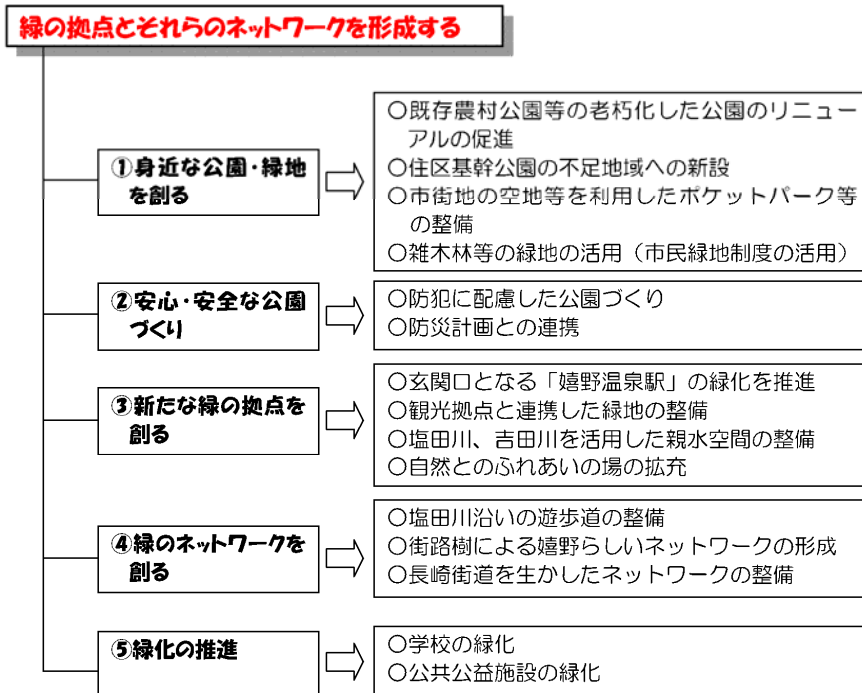 緑の拠点とそれらのネットワークを形成する
①身近な公園・緑地
を創る
〇既存農村公園等の老朽化した公園のリニュー
アルの促進
〇住区基幹公園の不足地域への新設
〇市街地の空地等を利用したポケットパーク等
の整備
〇雑木林等の緑地の活用（市民緑地制度の活用）
②安心・安全な公園
づくり
〇防犯に配慮した公園づくり
〇防災計画との連携
③新たな緑の拠点を
創る
〇玄関口となる「嬉野温泉駅」の緑化を推進
〇観光拠点と連携した緑地の整備
〇塩田川、吉田川を活用した親水空間の整備
〇自然とのふれあいの場の拡充
④緑のネットワークを
創る
〇塩田川沿いの遊歩道の整備
〇街路樹による嬉野らしいネットワークの形成
〇長崎街道を生かしたネットワークの整備
⑤緑化の推進
〇学校の緑化
〇公共公益施設の緑化